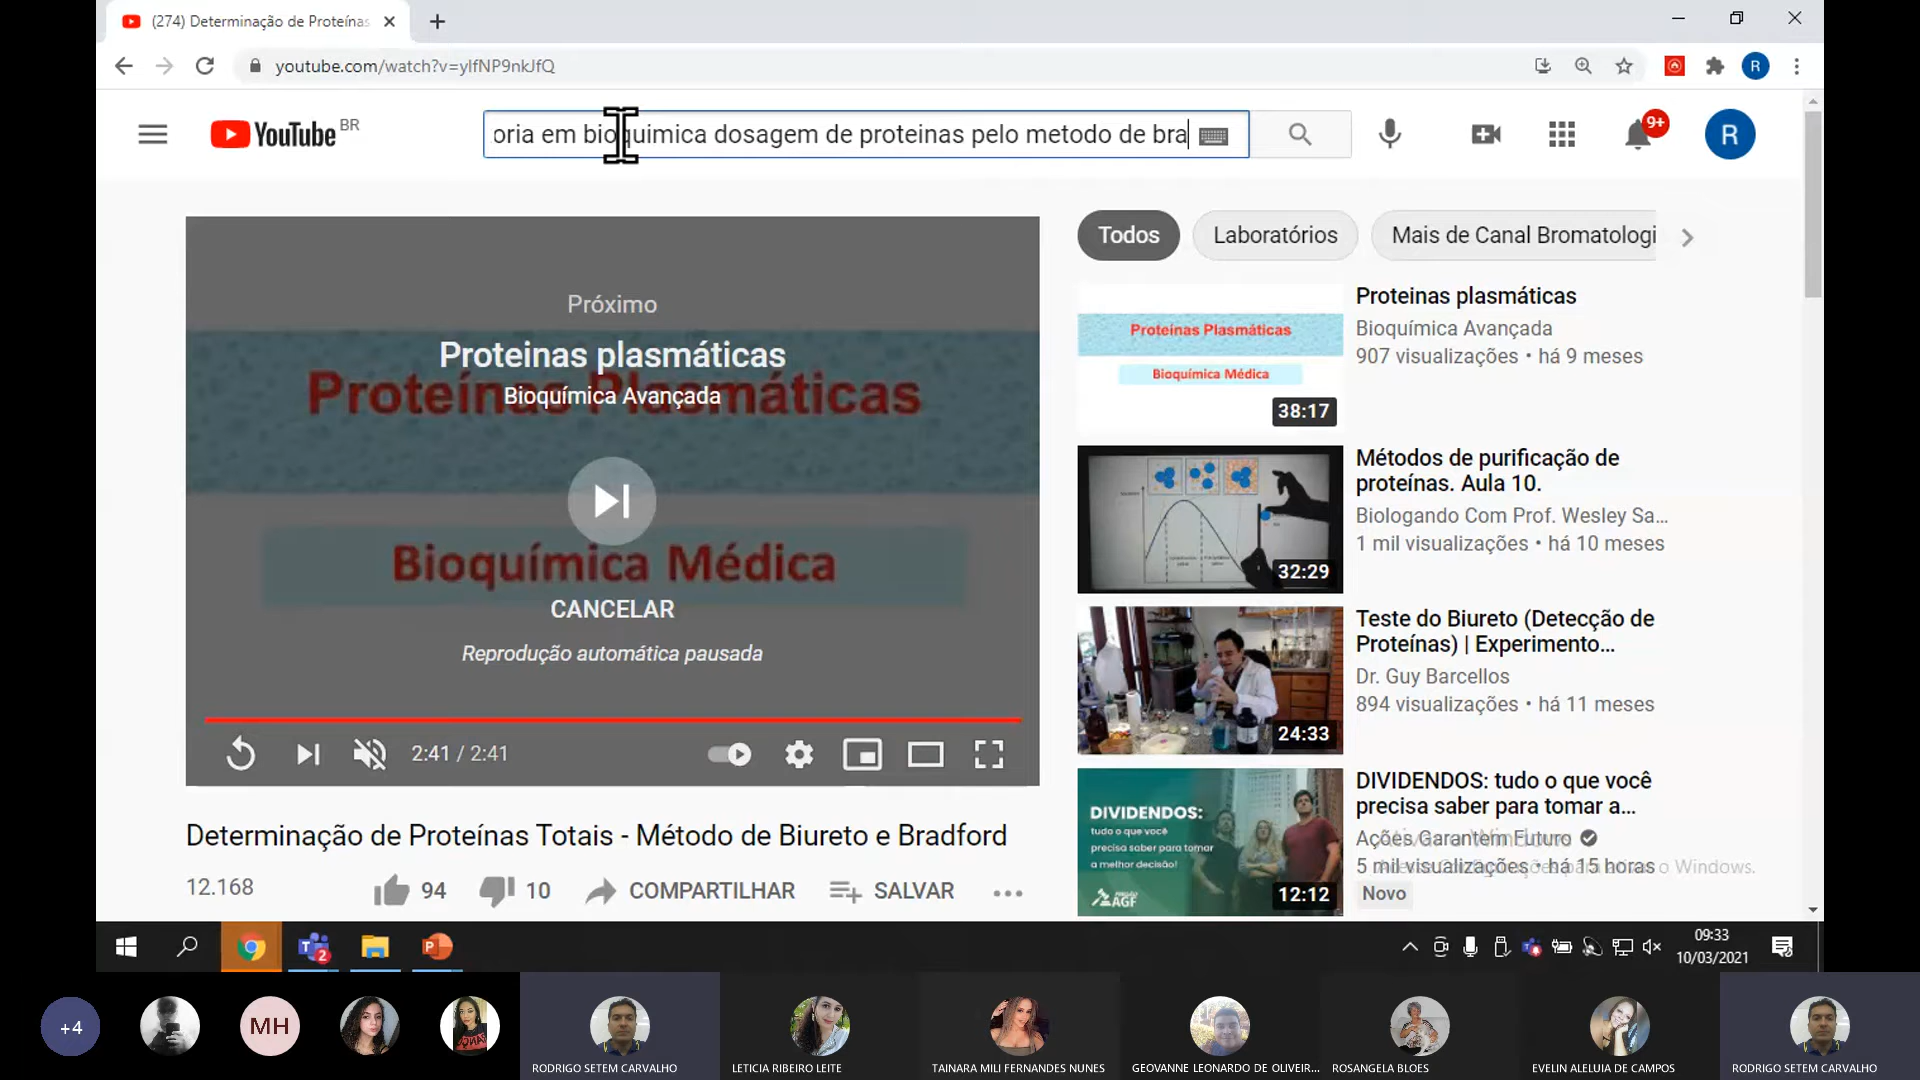 (274) Determinação de Proteínas
youtube.com/watch?v=ylfNP9nkJfQ
R
YouTube BR
oria em bioquimica dosagem de proteinas pelo metodo de bra
9+
R
Próximo
Proteinas plasmáticas
Bioquímica Avançada
Proteínas Plasmáticas
Bioquímica Médica
CANCELAR
Reprodução automática pausada
2:41 / 2:41
Determinação de Proteínas Totais - Método de Biureto e Bradford
12.168
94
10
COMPARTILHAR
SALVAR
Todos
Laboratórios
Mais de Canal Bromatologi
Proteínas Plasmáticas
Bioquímica Médica
38:17
Proteinas plasmáticas
Bioquímica Avançada
907 visualizações • há 9 meses
32:29
Métodos de purificação de
proteínas. Aula 10.
Biologando Com Prof. Wesley Sa...
1 mil visualizações • há 10 meses
24:33
Teste do Biureto (Detecção de
Proteínas) | Experimento...
Dr. Guy Barcellos
894 visualizações • há 11 meses
DIVIDENDOS:
tudo o que você
precisa saber para tomar
a melhor decisão!
AGF
12:12
DIVIDENDOS: tudo o que você
precisa saber para tomar a...
Ações Garantem Futuro
5 mil visualizações • há 15 horas
o Windows.
Novo
2
09:33
10/03/2021
+4
MH
RODRIGO SETEM CARVALHO
LETICIA RIBEIRO LEITE
TAINARA MILI FERNANDES NUNES
GEOVANNE LEONARDO DE OLIVEIR...
ROSANGELA BLOES
EVELIN ALELUIA DE CAMPOS
RODRIGO SETEM CARVALHO